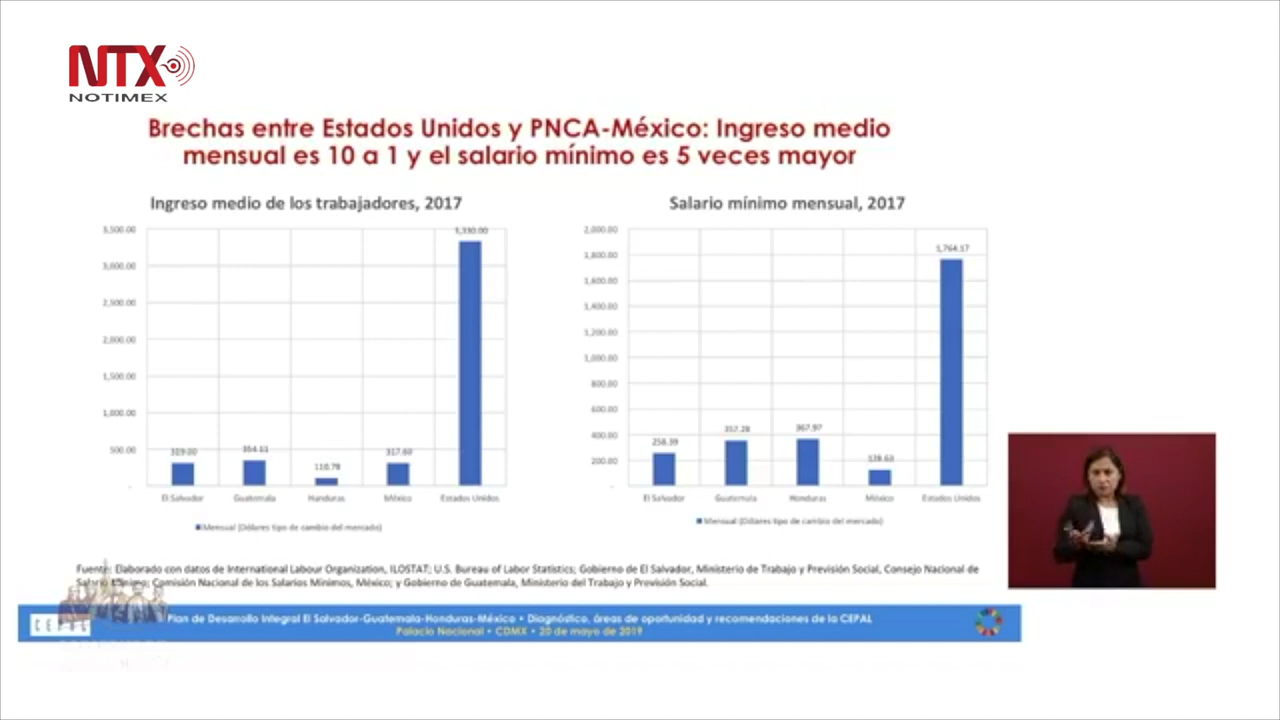 NTX
NOTIMEX
Brechas entre Estados Unidos y PNCA-México: Ingreso medio
mensual es 10 a 1 y el salario mínimo es 5 veces mayor
Ingreso medio de los trabajadores, 2017
3,500.00
3,330.00
3,000.00
2,500.00
2,000.00
1,500.00
1,000.00
500.00
329.00
354.11
110.78
317.60
-
El Salvador
Guatemala
Honduras
México
Estados Unidos
Mensual (Dólares tipo de cambio del mercado)
Salario mínimo mensual, 2017
2,000.00
1,800.00
1,764.17
1,600.00
1,400.00
1,200.00
1,000.00
800.00
600.00
400.00
200.00
258.39
357.28
367.97
128.60
-
El Salvador
Guatemala
Honduras
México
Estados Unidos
Mensual (Dólares tipo de cambio del mercado)
Fuente: Elaborado con datos de International Labour Organization, ILOSTAT; U.S. Bureau of Labor Statistics; Gobierno de El Salvador, Ministerio de Trabajo y Previsión Social, Consejo Nacional de
Salario Mínimo; Comisión Nacional de los Salarios Mínimos, México; y Gobierno de Guatemala, Ministerio del Trabajo y Previsión Social.
Plan de Desarrollo Integral El Salvador-Guatemala-Honduras-México • Diagnóstico, áreas de oportunidad y recomendaciones de la CEPAL
Palacio Nacional • CDMX • 20 de mayo de 2019